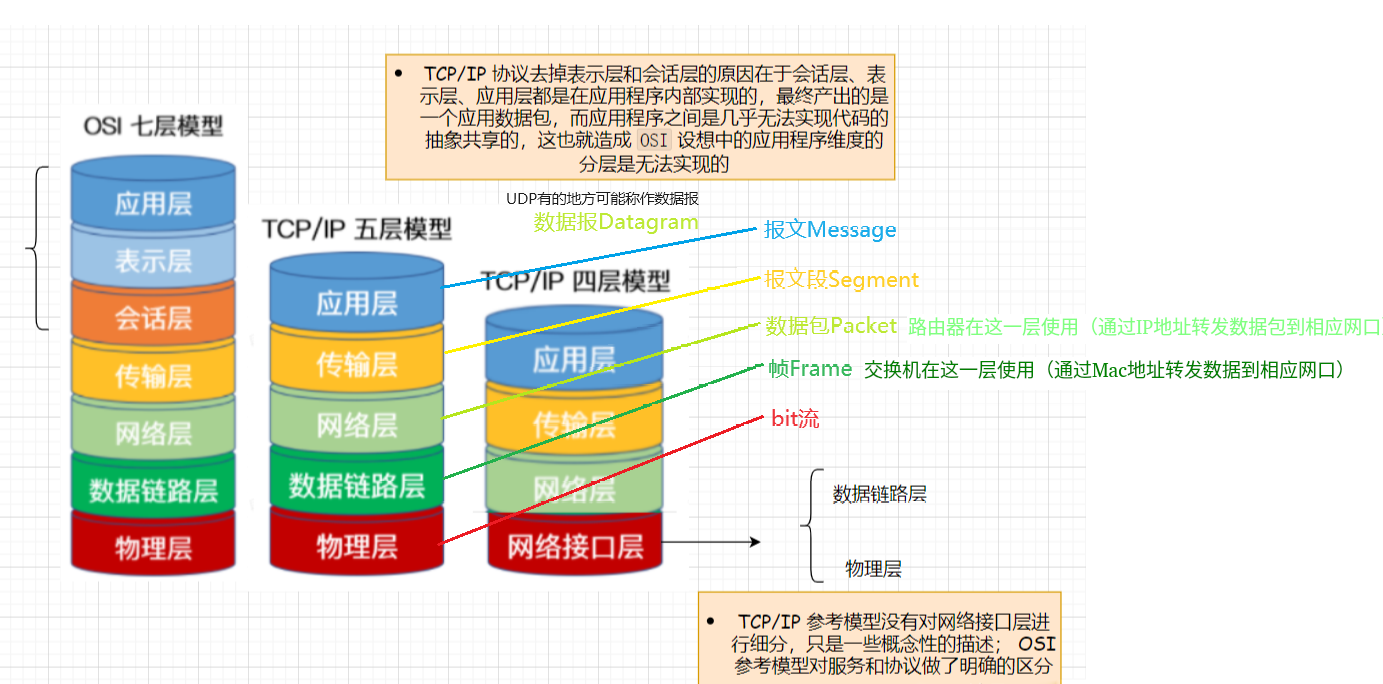 TCP/IP 协议去掉表示层和会话层的原因在于会话层、表
示层、应用层都是在应用程序内部实现的，最终产出的是
一个应用数据包，而应用程序之间是几乎无法实现代码的
抽象共享的，这也就造成 OSI 设想中的应用程序维度的
分层是无法实现的
OSI 七层模型
应用层
表示层
会话层
传输层
网络层
数据链路层
物理层
TCP/IP 五层模型
应用层
传输层
网络层
数据链路层
物理层
UDP有的地方可能称作数据报
数据报Datagram
TCP/IP 四层模型
应用层
传输层
网络层
网络接口层
报文Message
报文段Segment
数据包Packet 路由器在这一层使用（通过IP地址转发数据包到相应网口
帧Frame 交换机在这一层使用（通过Mac地址转发数据到相应网口）
bit流
数据链路层
物理层
TCP/IP 参考模型没有对网络接口层进
行细分，只是一些概念性的描述； OSI
参考模型对服务和协议做了明确的区分